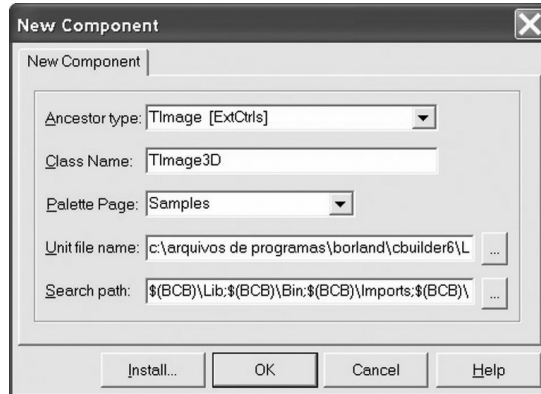 New Component
New Component
Ancestor type: TImage [ExtCtrls]
Class Name: TImage3D
Palette Page: Samples
Unit file name: c:\arquivos de programas\borland\cbuilder6\L ...
Search path: $(BCB)\Lib;$(BCB)\Bin;$(BCB)\Imports;$(BCB)\ ...
Install... OK Cancel Help